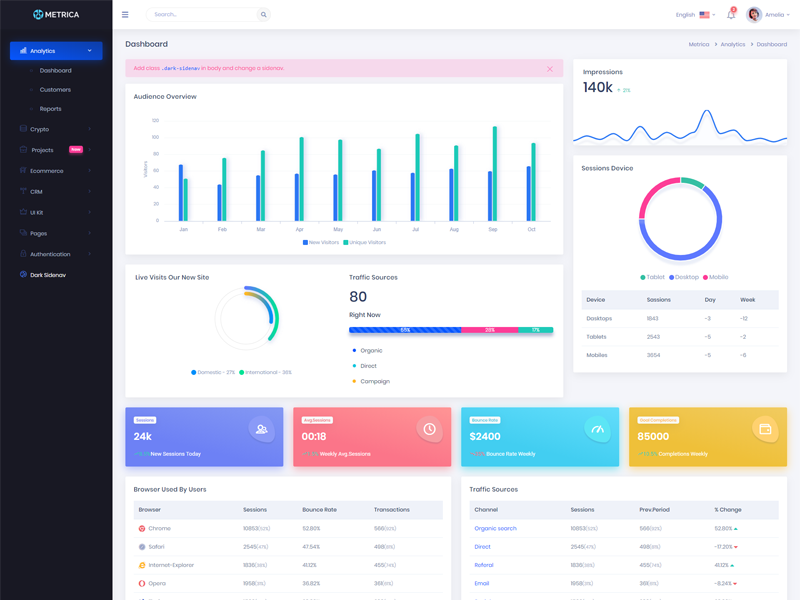 METRICA
Search..
English
3
Amelia
Analytics
Dashboard
Customers
Reports
Crypto
Projects
New
Ecommerce
CRM
UI Kit
Pages
Authentication
Dark Sidenav
Dashboard
Metrica > Analytics > Dashboard
Add class .dark-sidenav in body and change a sidenav.
Audience Overview
Visitors
120
100
80
60
40
20
0
Jan Feb Mar Apr May Jun Jul Aug Sep Oct
New Visitors Unique Visitors
Impressions
140k
Sessions Device
Tablet Desktop Mobile
Device Sessions Day Week
Dasktops 1843 -3 -12
Tablets 2543 -5 -2
Mobiles 3654 -5 -6
Live Visits Our New Site
Domestic - 27% International - 36%
Traffic Sources
80
Right Now
55% 28% 17%
Organic
Direct
Campaign
Sessions
24k
New Sessions Today
Avg.Sessions
00:18
Weekly Avg.Sessions
Bounce Rate
$2400
Bounce Rate Weekly
85000
Completions Weekly
Browser Used By Users
Browser Sessions Bounce Rate Transactions
Chrome 10853(52%) 52.80% 566(92%)
Safari 2545(47%) 47.54% 498(81%)
Internet-Explorer 1836(38%) 41.12% 455(74%)
Opera 1958(31%) 36.82% 361(61%)
Traffic Sources
Channel Sessions Prev.Period % Change
Organic search 10853(52%) 566(92%) 52.80%
Direct 2545(47%) 498(81%) -17.20%
Referal 1836(38%) 455(74%) 41.12%
Email 1958(31%) 361(61%) -8.24%